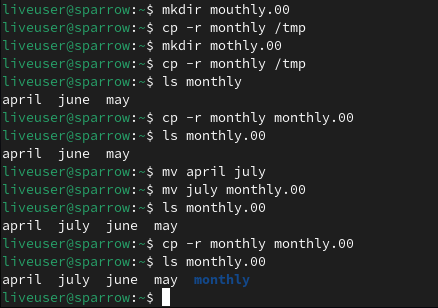 liveuser@sparrow:~$ mkdir mouthly.00
liveuser@sparrow:~$ cp -r monthly /tmp
liveuser@sparrow:~$ mkdir mothly.00
liveuser@sparrow:~$ cp -r monthly /tmp
liveuser@sparrow:~$ ls monthly
april  june  may
liveuser@sparrow:~$ cp -r monthly monthly.00
liveuser@sparrow:~$ ls monthly.00
april  june  may
liveuser@sparrow:~$ mv april july
liveuser@sparrow:~$ mv july monthly.00
liveuser@sparrow:~$ ls monthly.00
april  july  june  may
liveuser@sparrow:~$ cp -r monthly monthly.00
liveuser@sparrow:~$ ls monthly.00
april  july  june  may  monthly
liveuser@sparrow:~$